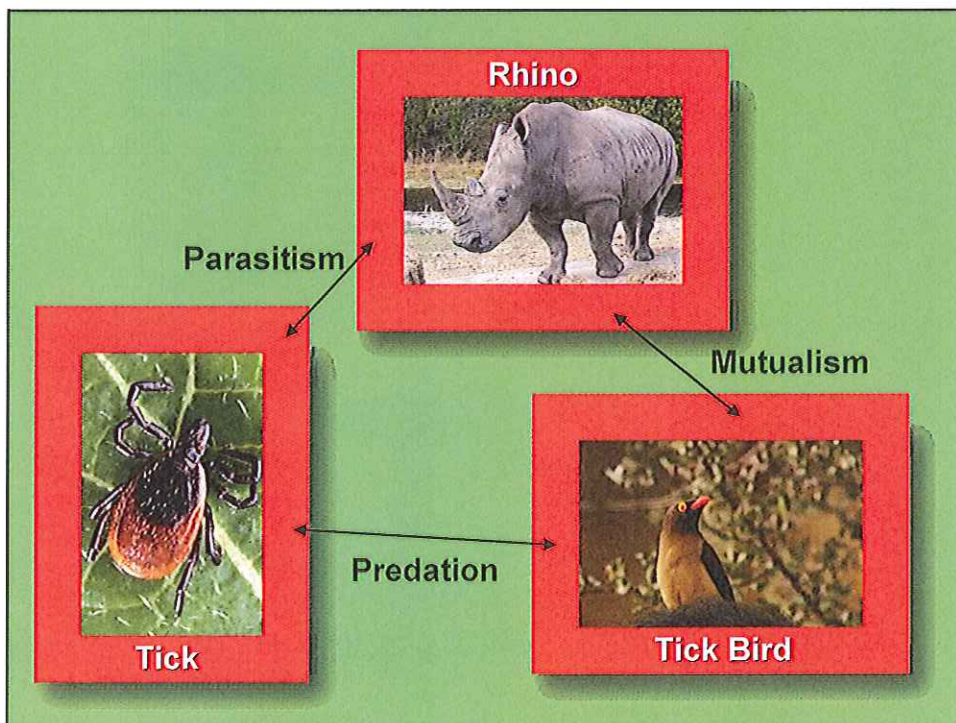 Rhino
Parasitism
Mutualism
Predation
Tick
Tick Bird